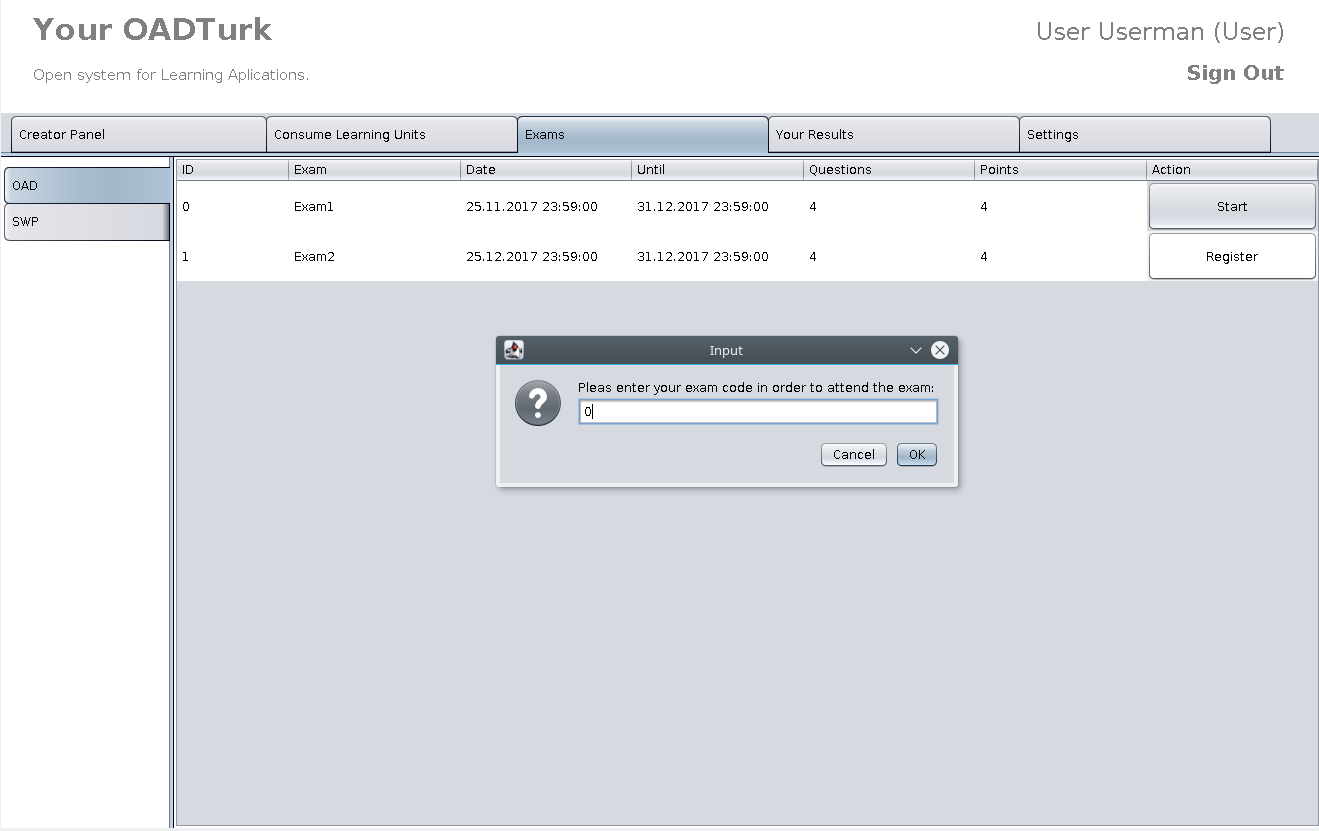 Your OADTurk
User Userman (User)
Open system for Learning Aplications.
Sign Out
Creator Panel
Consume Learning Units
Exams
Your Results
Settings
OAD
SWP
ID Exam Date Until Questions Points Action
0 Exam1 25.11.2017 23:59:00 31.12.2017 23:59:00 4 4 Start
1 Exam2 25.12.2017 23:59:00 31.12.2017 23:59:00 4 4 Register
Input
?
Pleas enter your exam code in order to attend the exam:
0
Cancel
OK